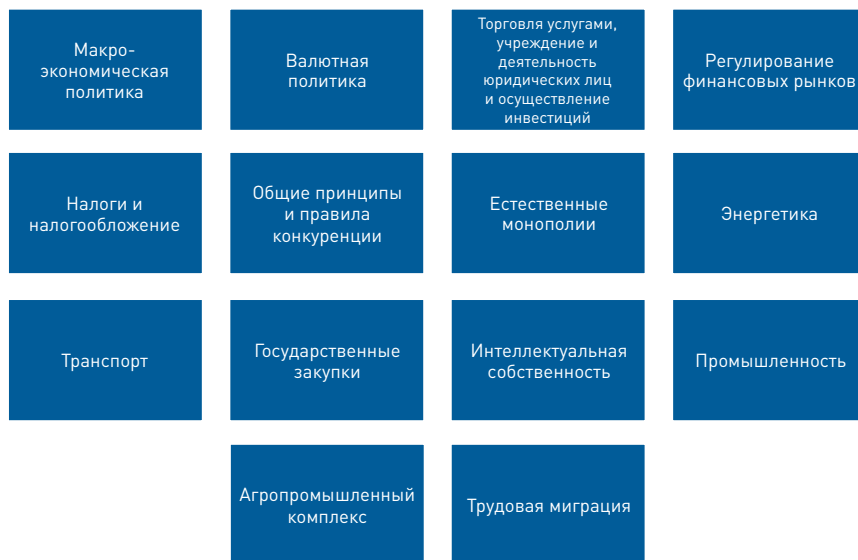 Макро-
экономическая
политика
Валютная
политика
Торговля услугами,
учреждение и
деятельность
юридических лиц
и осуществление
инвестиций
Регулирование
финансовых рынков
Налоги и
налогообложение
Общие принципы
и правила
конкуренции
Естественные
монополии
Энергетика
Транспорт
Государственные
закупки
Интеллектуальная
собственность
Промышленность
Агропромышленный
комплекс
Трудовая миграция